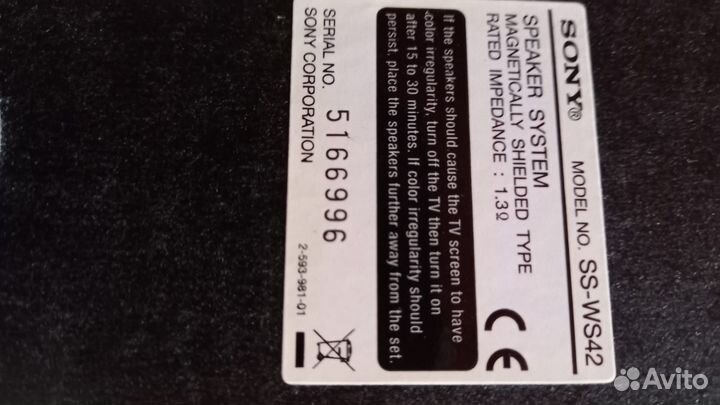 SONY® MODEL NO. SS-WS42
SPEAKER SYSTEM
MAGNETICALLY SHIELDED TYPE
RATED IMPEDANCE : 1.3Ω
CE
If the speakers should cause the TV screen to have
color irregularity, turn off the TV then turn it on
after 15 to 30 minutes. If color irregularity should
persist, place the speakers further away from the set.
SERIAL NO. 5166996
SONY CORPORATION
2-593-981-01
Avito